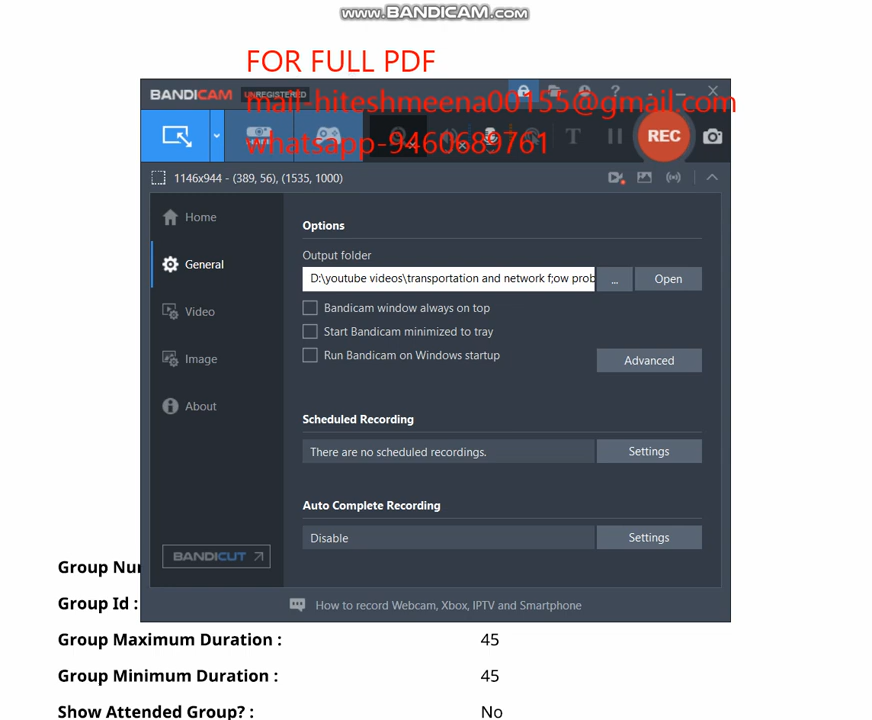 www.BANDICAM.com
FOR FULL PDF
BANDICAM UNREGISTERED
mail-hiteshmeena00155@gmail.com
whatsapp-9460689761
REC
1146x944 - (389, 56), (1535, 1000)
Home
General
Video
Image
About
BANDICUT
Options
Output folder
D:\youtube videos\transportation and network f;ow prob
...
Open
Bandicam window always on top
Start Bandicam minimized to tray
Run Bandicam on Windows startup
Advanced
Scheduled Recording
There are no scheduled recordings.
Settings
Auto Complete Recording
Disable
Settings
How to record Webcam, Xbox, IPTV and Smartphone
Group Nu
Group Id :
Group Maximum Duration : 45
Group Minimum Duration : 45
Show Attended Group? : No